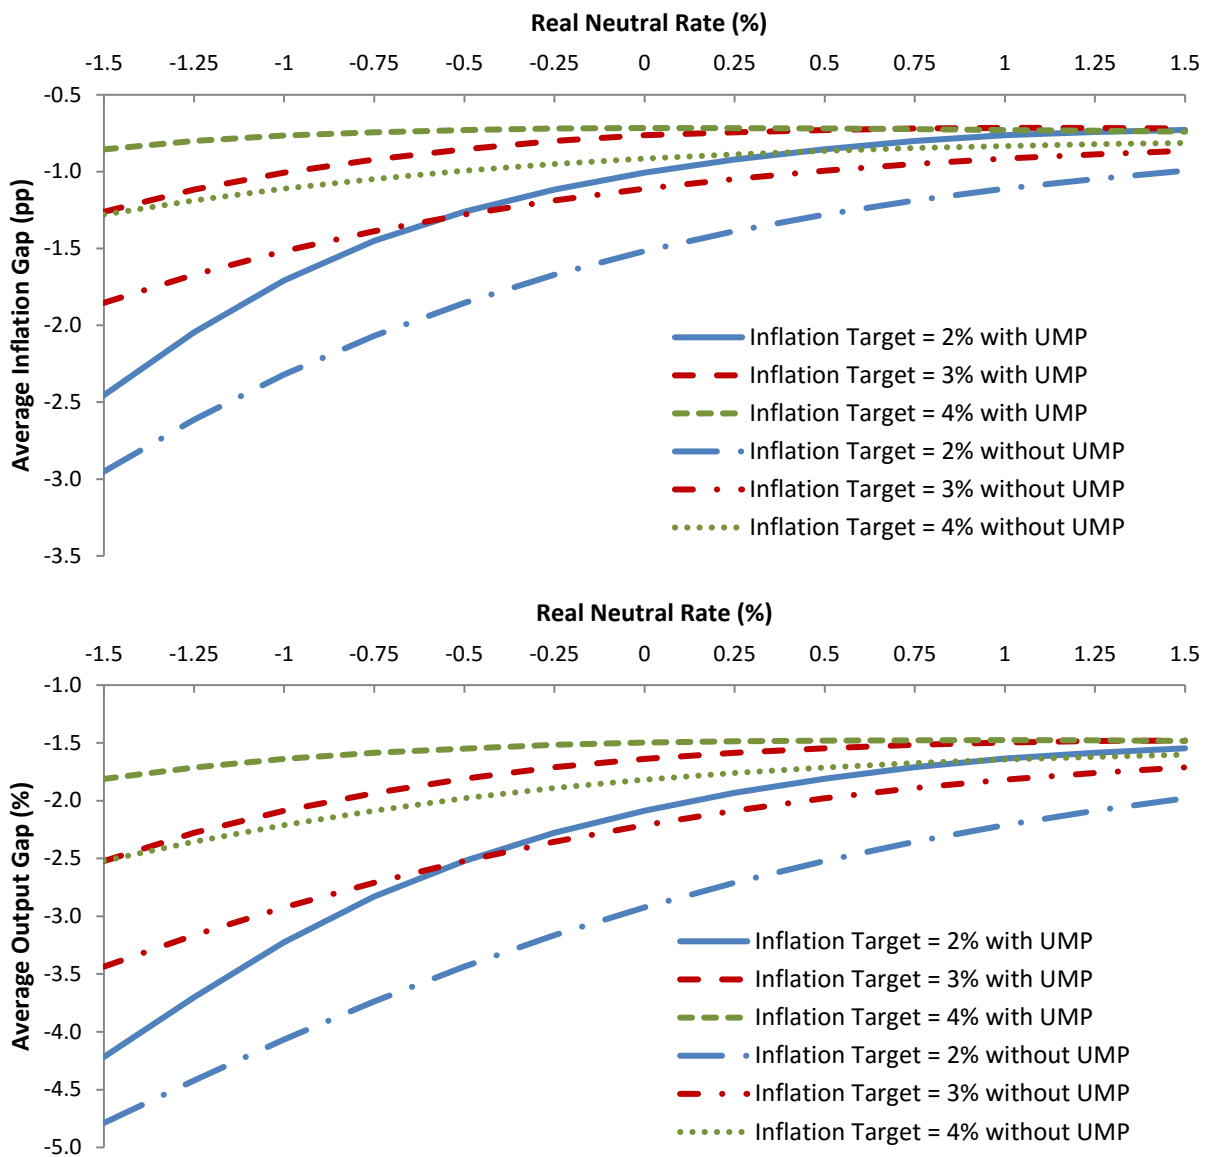 Real Neutral Rate (%)
-1.5 -1.25 -1 -0.75 -0.5 -0.25 0 0.25 0.5 0.75 1 1.25 1.5
Average Inflation Gap (pp)
-0.5
-1.0
-1.5
-2.0
-2.5
-3.0
-3.5
Inflation Target = 2% with UMP
Inflation Target = 3% with UMP
Inflation Target = 4% with UMP
Inflation Target = 2% without UMP
Inflation Target = 3% without UMP
Inflation Target = 4% without UMP
Real Neutral Rate (%)
-1.5 -1.25 -1 -0.75 -0.5 -0.25 0 0.25 0.5 0.75 1 1.25 1.5
Average Output Gap (%)
-1.0
-1.5
-2.0
-2.5
-3.0
-3.5
-4.0
-4.5
-5.0
Inflation Target = 2% with UMP
Inflation Target = 3% with UMP
Inflation Target = 4% with UMP
Inflation Target = 2% without UMP
Inflation Target = 3% without UMP
Inflation Target = 4% without UMP